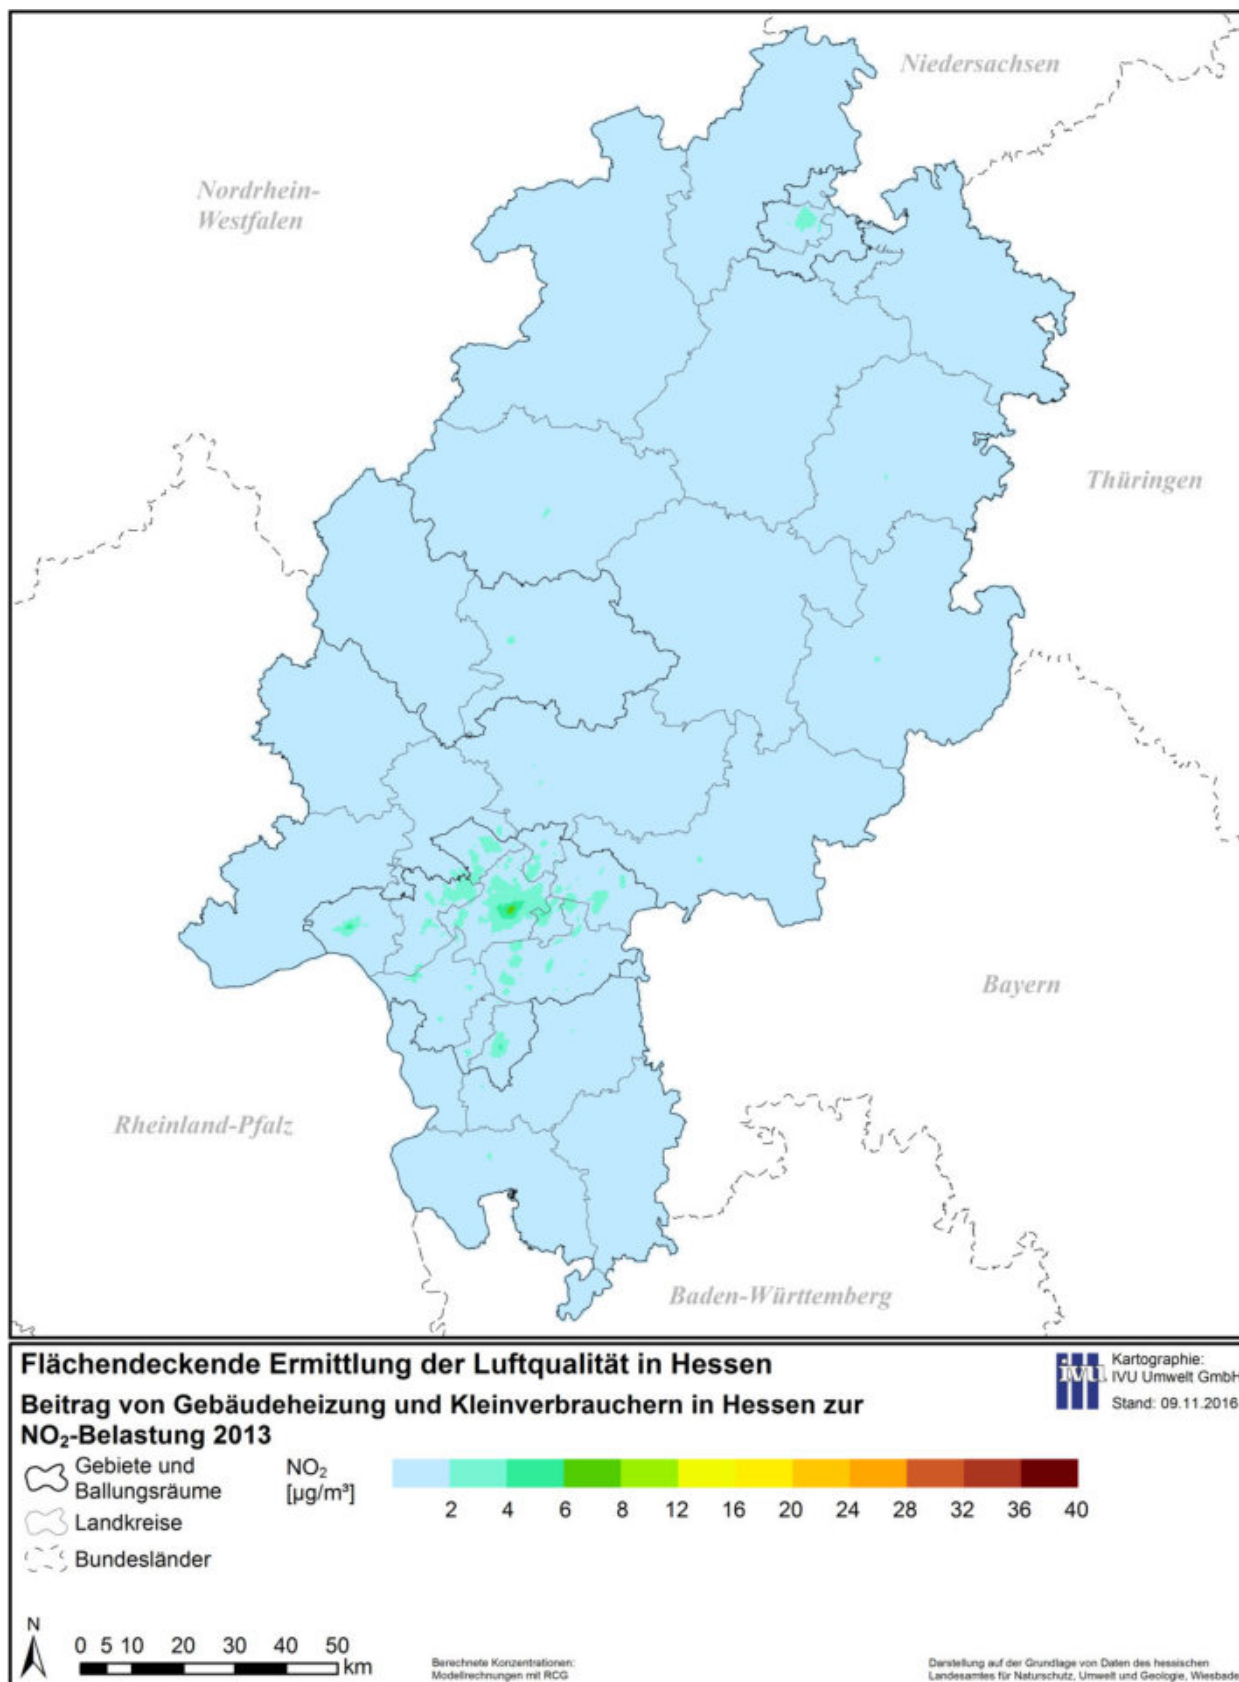 Niedersachsen
Nordrhein-
Westfalen
Thüringen
Bayern
Rheinland-Pfalz
Baden-Württemberg
Flächendeckende Ermittlung der Luftqualität in Hessen
Beitrag von Gebäudeheizung und Kleinverbrauchern in Hessen zur
NO₂-Belastung 2013
ivu
Kartographie:
IVU Umwelt GmbH
Stand: 09.11.2016
Gebiete und
Ballungsräume
Landkreise
Bundesländer
NO₂
[µg/m³]
2 4 6 8 12 16 20 24 28 32 36 40
N
0 5 10 20 30 40 50
km
Berechnete Konzentrationen:
Modellrechnungen mit RCG
Darstellung auf der Grundlage von Daten des hessischen
Landesamtes für Naturschutz, Umwelt und Geologie, Wiesbade